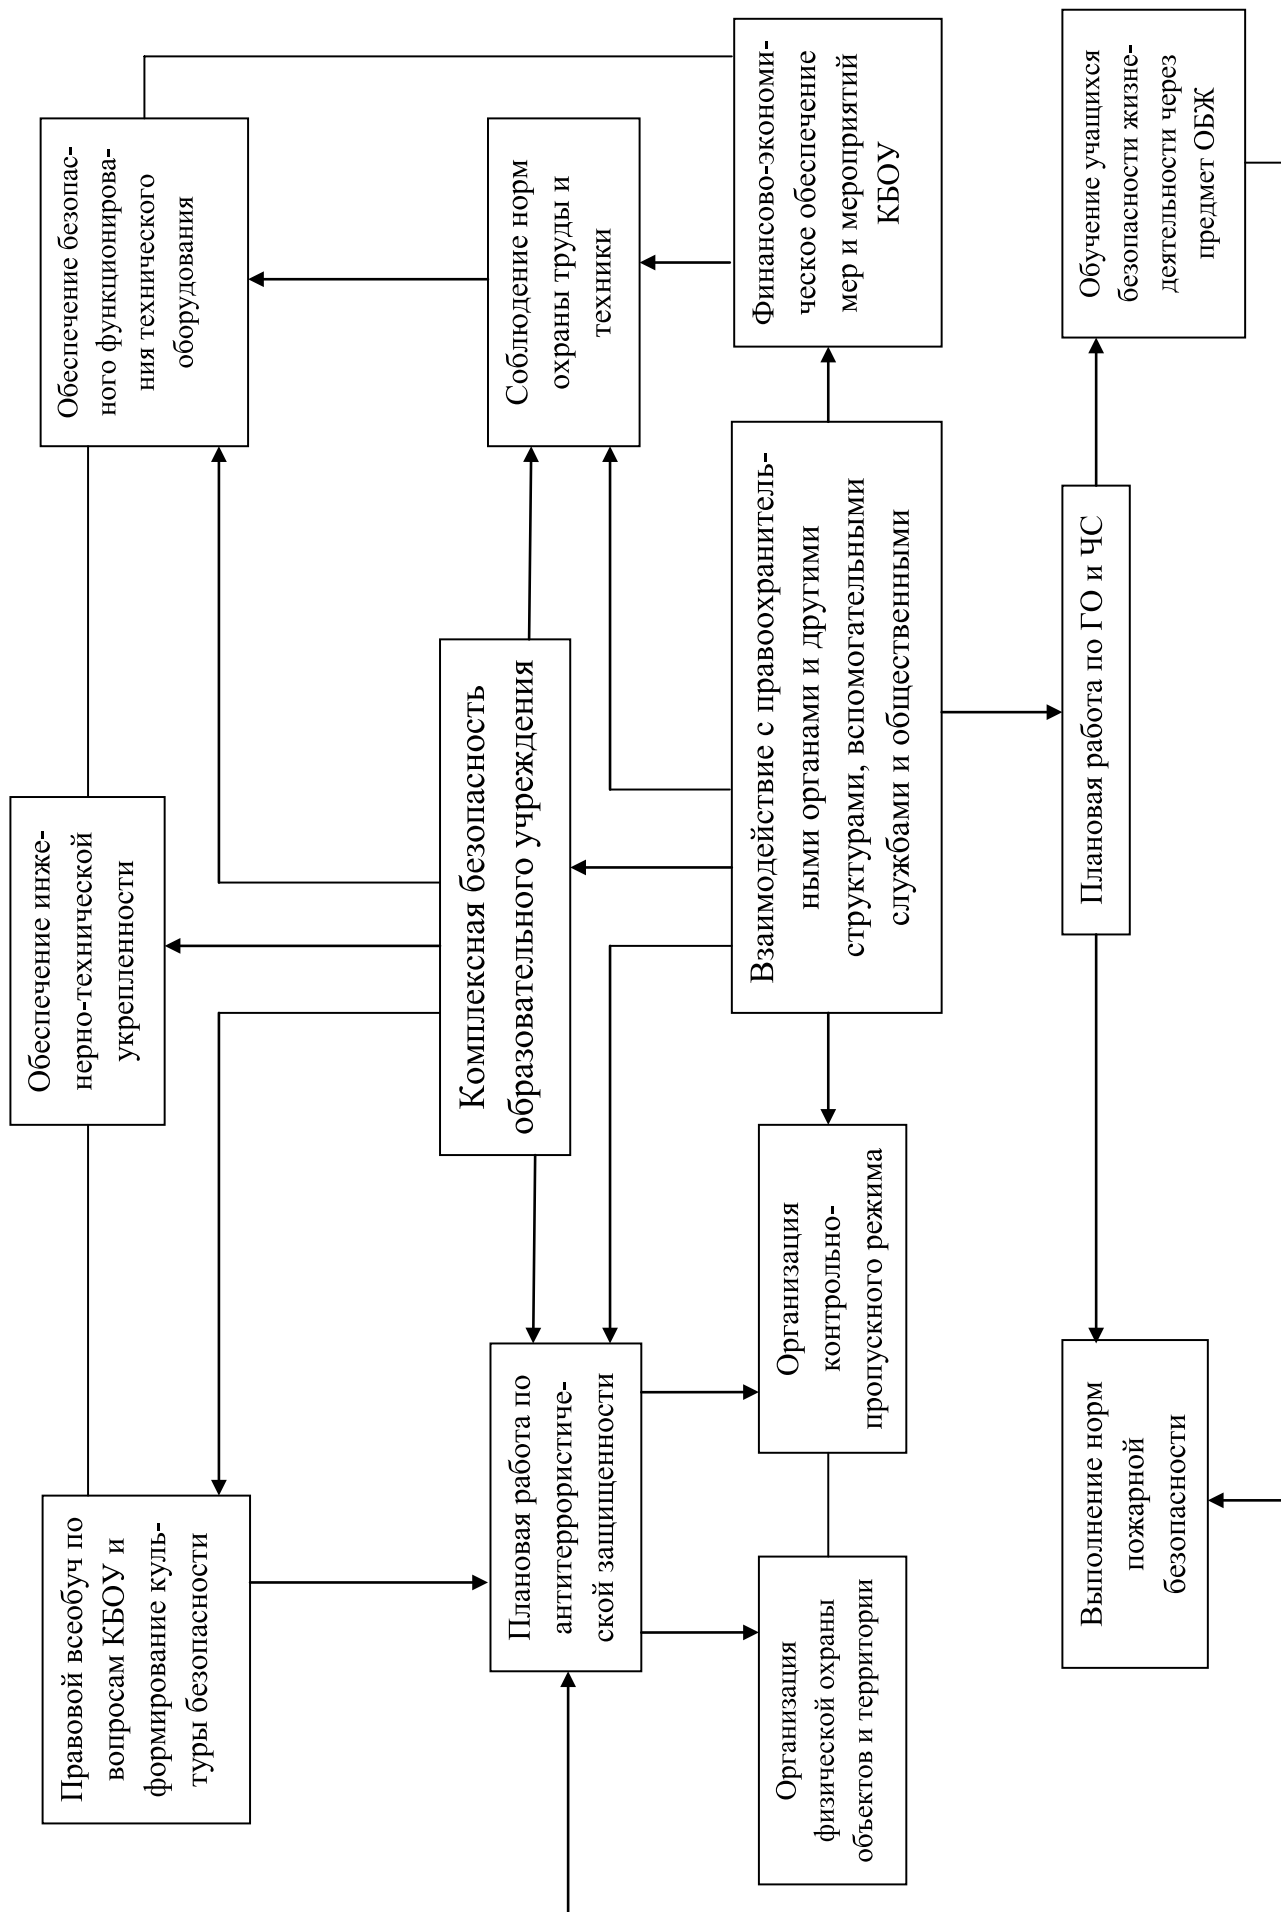 Правовой всеобуч по
вопросам КБОУ и
формирование куль-
туры безопасности
Обеспечение инже-
нерно-технической
укрепленности
Обеспечение безопас-
ного функционирова-
ния технического
оборудования
Комплексная безопасность
образовательного учреждения
Плановая работа по
антитеррористиче-
ской защищенности
Соблюдение норм
охраны труды и
техники
Организация
физической охраны
объектов и территории
Организация
контрольно-
пропускного режима
Взаимодействие с правоохранитель-
ными органами и другими
структурами, вспомогательными
службами и общественными
Финансово-экономи-
ческое обеспечение
мер и мероприятий
КБОУ
Выполнение норм
пожарной
безопасности
Плановая работа по ГО и ЧС
Обучение учащихся
безопасности жизне-
деятельности через
предмет ОБЖ